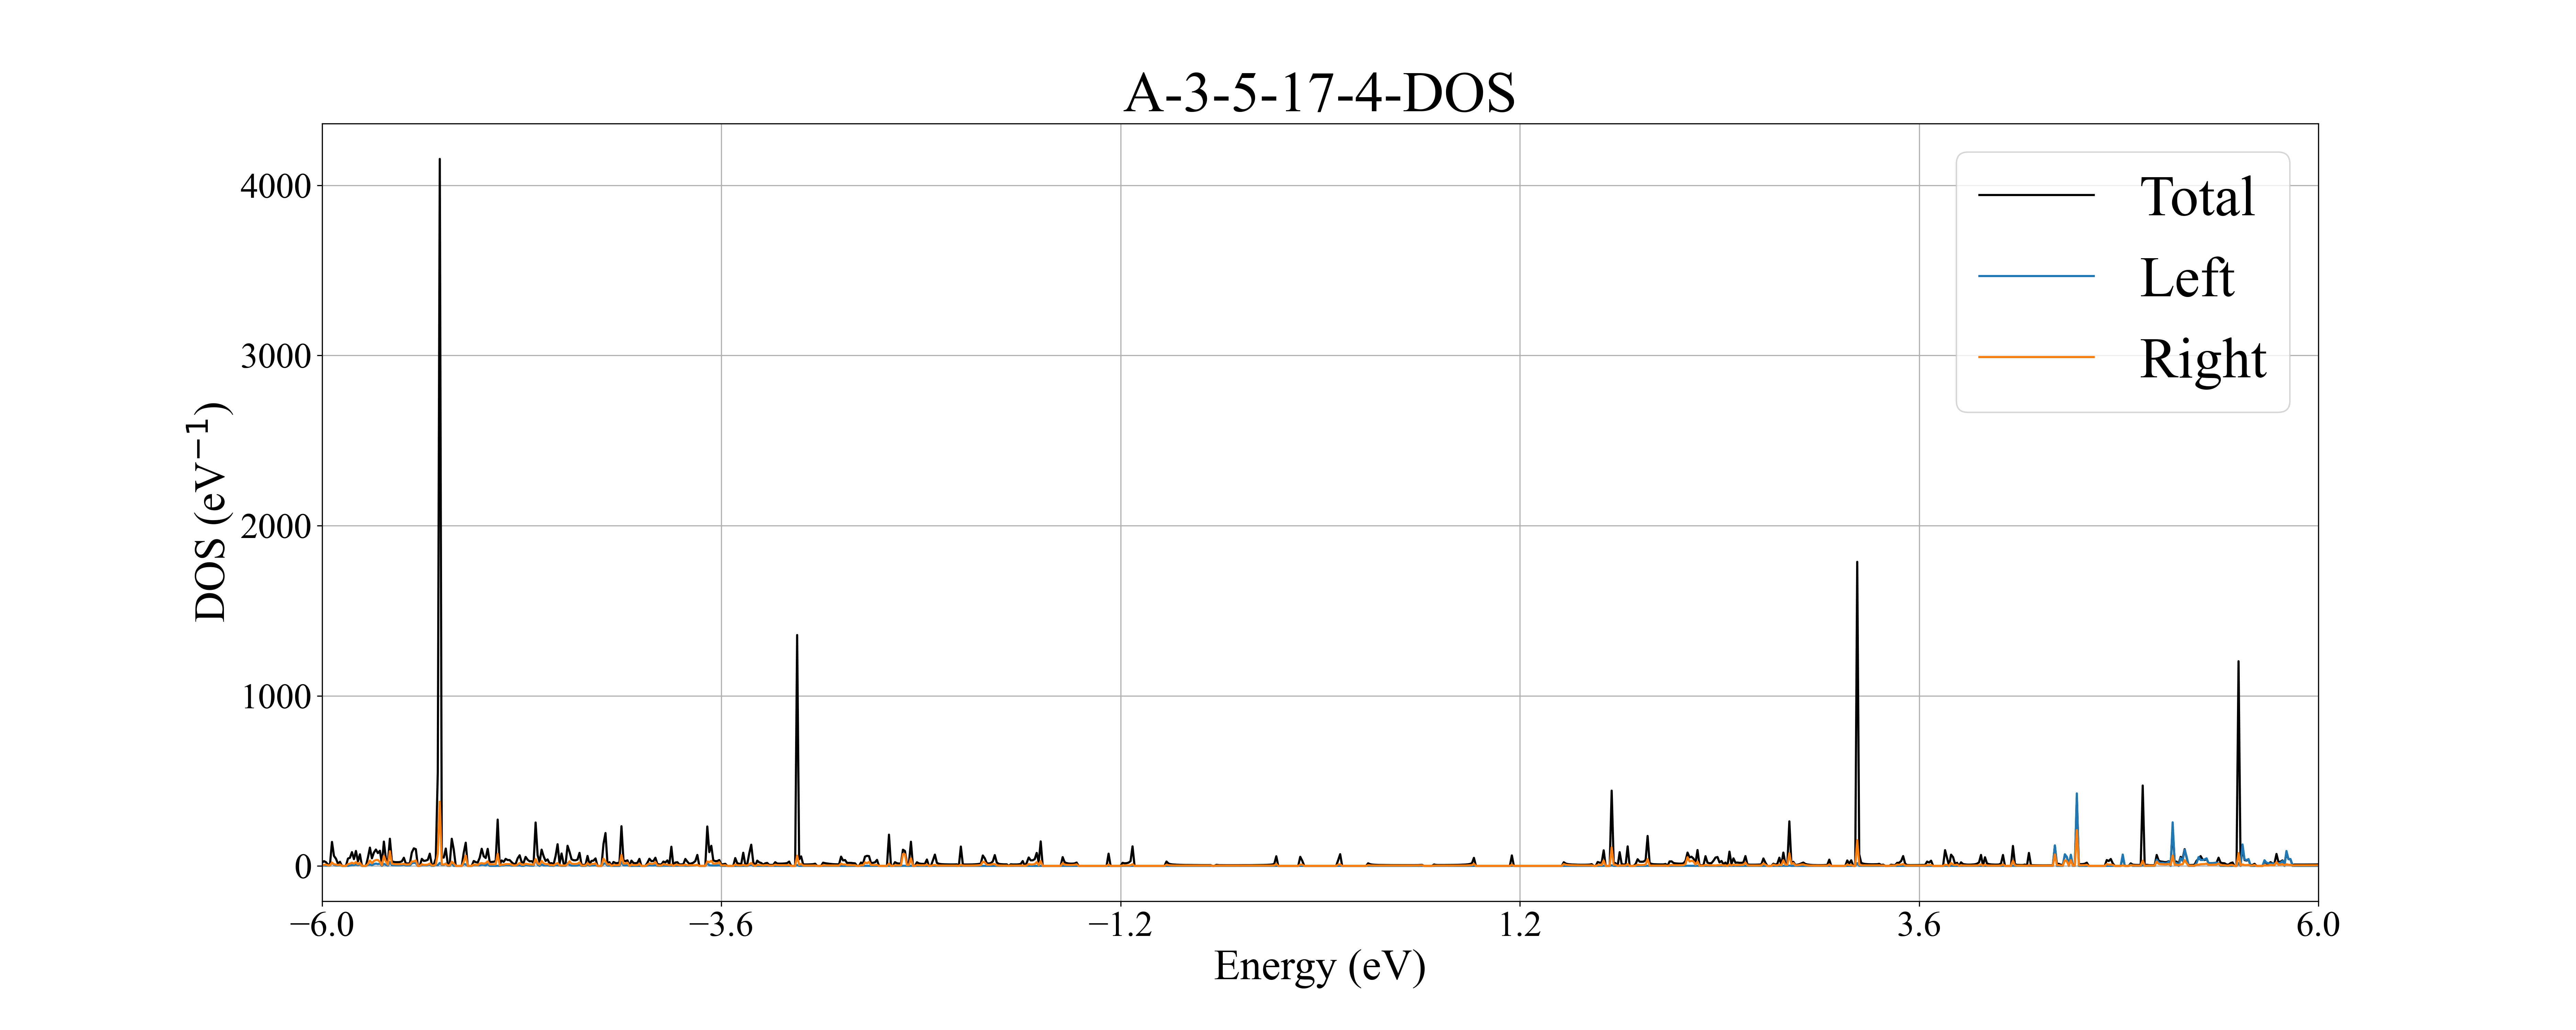 A-3-5-17-4-DOS
DOS (eV⁻¹)
4000
3000
2000
1000
0
Total
Left
Right
−6.0 −3.6 −1.2 1.2 3.6 6.0
Energy (eV)